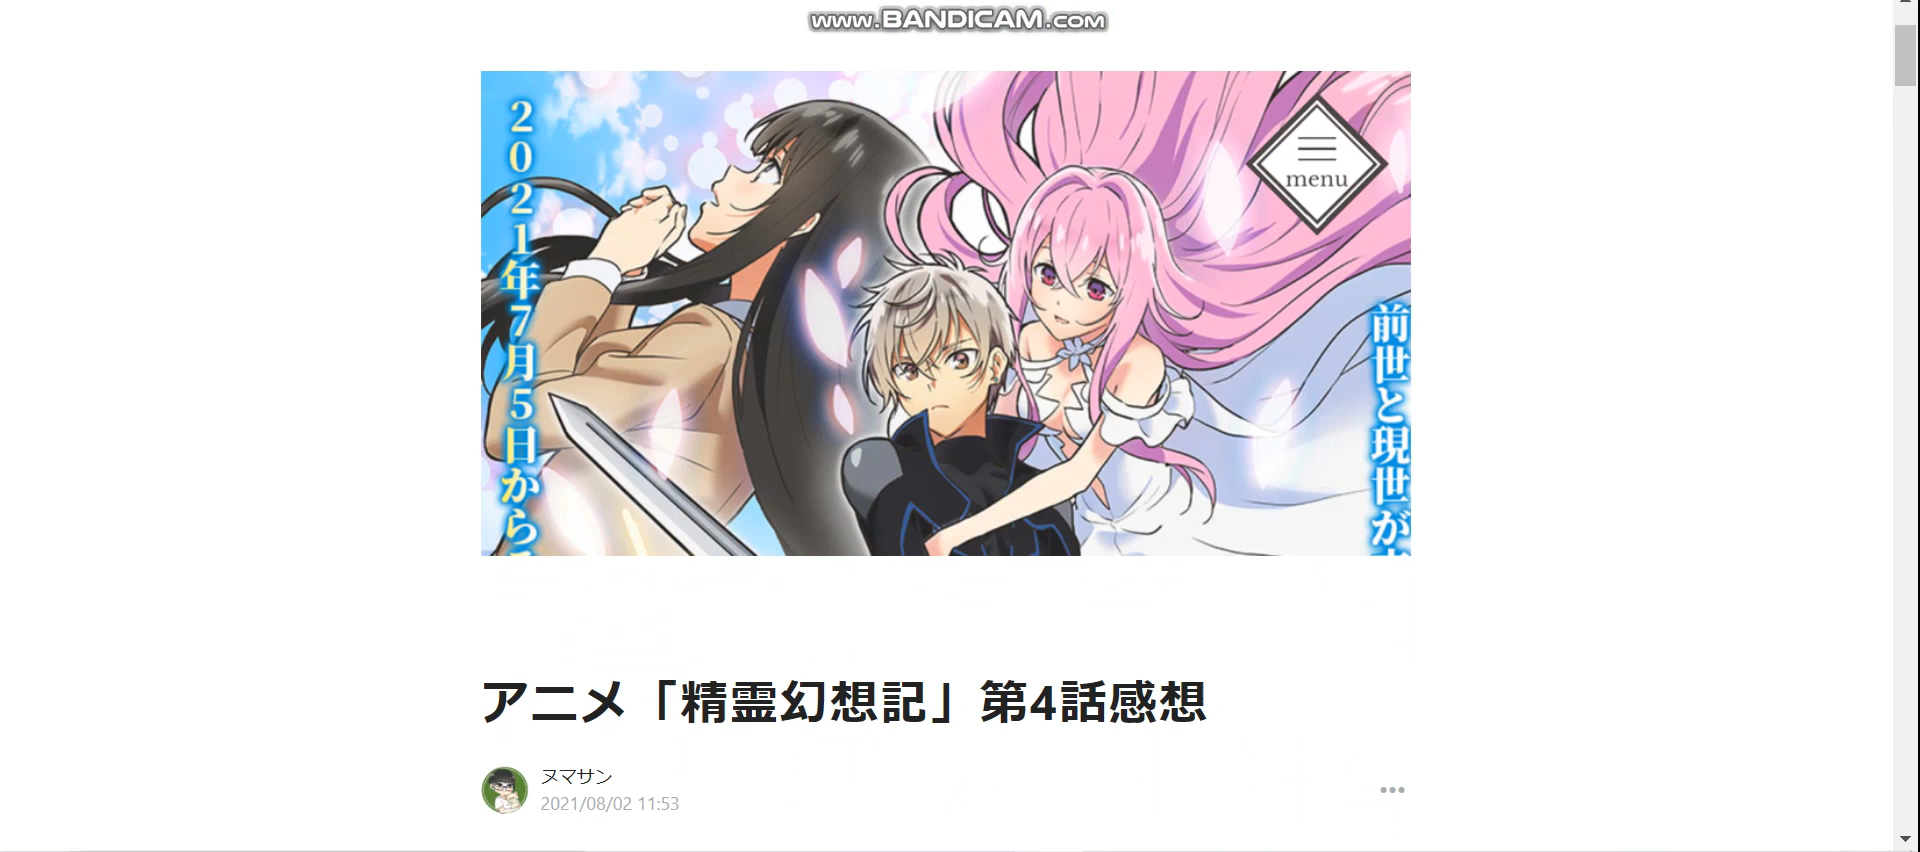 www.BANDICAM.com
2021年7月5日から
menu
前世と現世が
アニメ「精霊幻想記」第4話感想
ヌマサン
2021/08/02 11:53